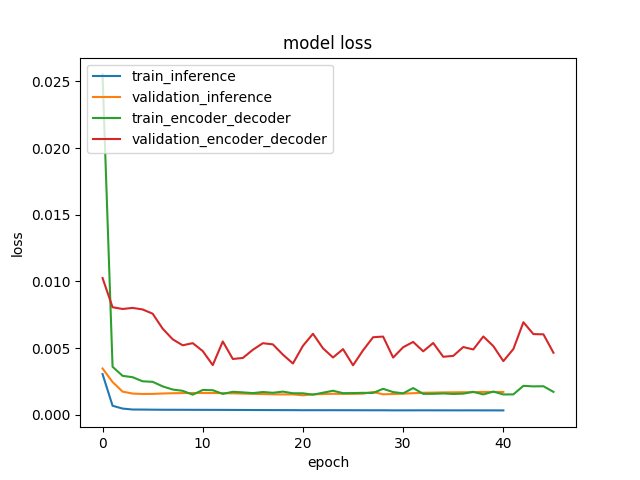 model loss
train_inference
validation_inference
train_encoder_decoder
validation_encoder_decoder
loss
0.025
0.020
0.015
0.010
0.005
0.000
0 10 20 30 40
epoch